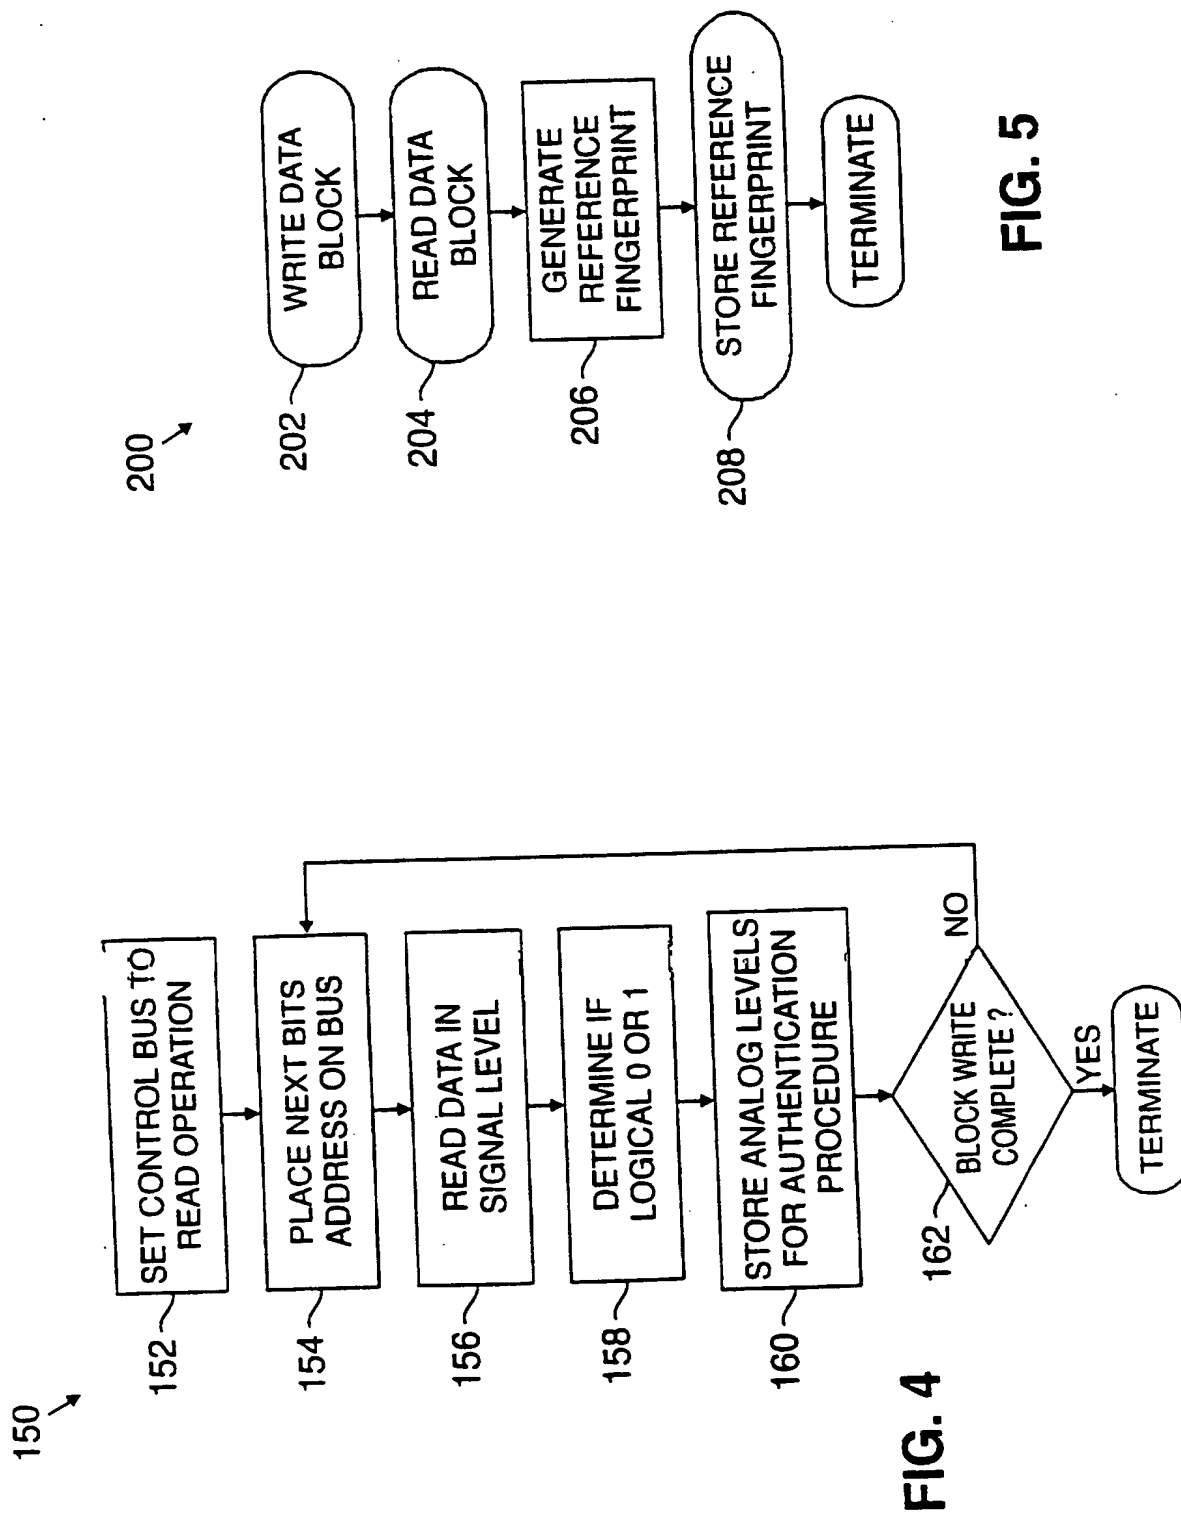 150
152
SET CONTROL BUS TO
READ OPERATION
154
PLACE NEXT BITS
ADDRESS ON BUS
156
READ DATA IN
SIGNAL LEVEL
158
DETERMINE IF
LOGICAL 0 OR 1
160
STORE ANALOG LEVELS
FOR AUTHENTICATION
PROCEDURE
162
BLOCK WRITE
COMPLETE ?
NO
YES
TERMINATE
FIG. 4
200
202
WRITE DATA
BLOCK
204
READ DATA
BLOCK
206
GENERATE
REFERENCE
FINGERPRINT
208
STORE REFERENCE
FINGERPRINT
TERMINATE
FIG. 5